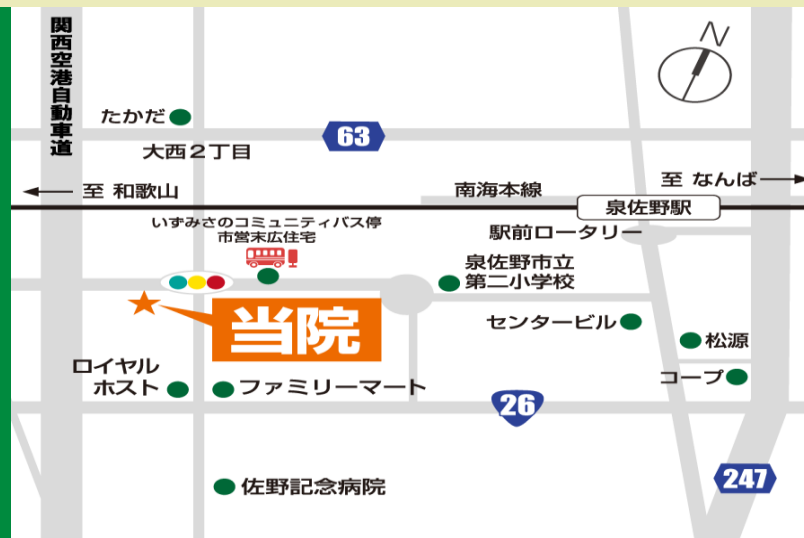 関西空港自動車道
N
たかだ
63
大西2丁目
至 和歌山
南海本線
至 なんば
泉佐野駅
いずみさのコミュニティバス停
市営末広住宅
駅前ロータリー
泉佐野市立
第二小学校
当院
センタービル
松源
ロイヤル
ホスト
ファミリーマート
コープ
26
佐野記念病院
247